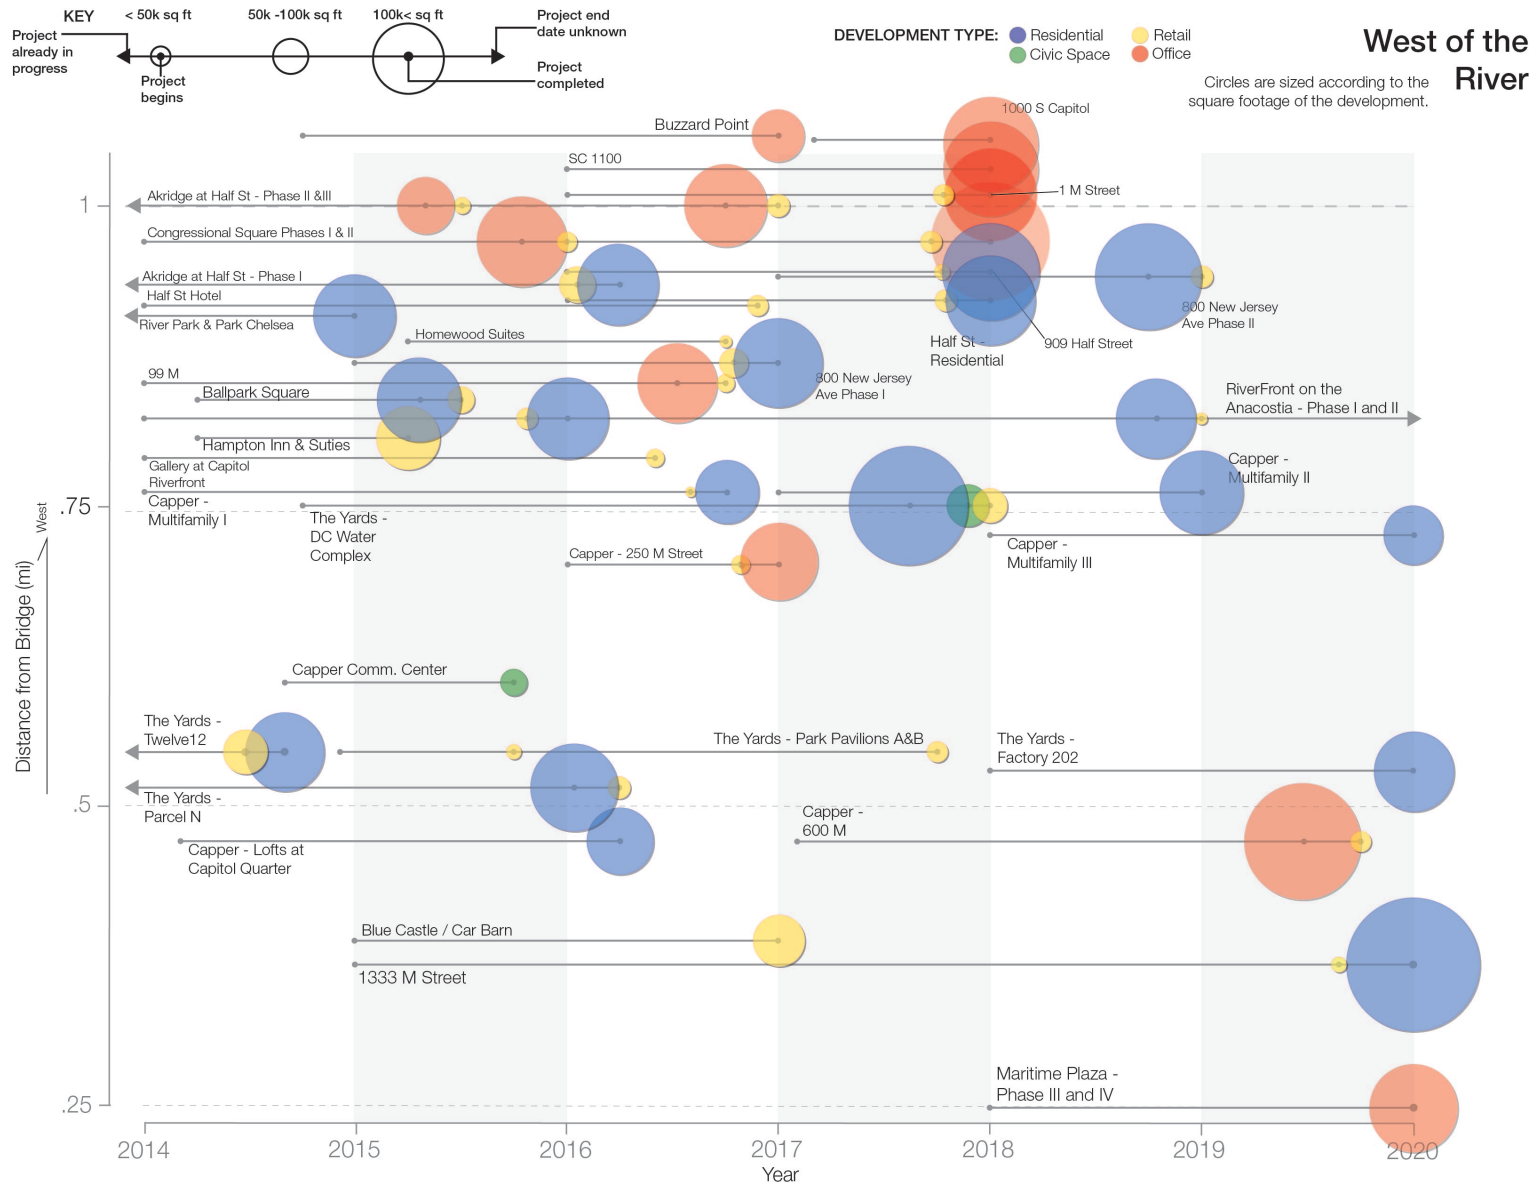 KEY
< 50k sq ft
50k -100k sq ft
100k< sq ft
Project end
date unknown
Project
already in
progress
Project
begins
Project
completed
DEVELOPMENT TYPE:
Residential
Retail
Civic Space
Office
West of the
River
Circles are sized according to the
square footage of the development.
1000 S Capitol
Buzzard Point
SC 1100
Akridge at Half St - Phase II &III
1 M Street
1
Congressional Square Phases I & II
Akridge at Half St - Phase I
Half St Hotel
River Park & Park Chelsea
800 New Jersey
Ave Phase II
Homewood Suites
Half St -
Residential
909 Half Street
99 M
800 New Jersey
Ave Phase I
Ballpark Square
RiverFront on the
Anacostia - Phase I and II
Hampton Inn & Suties
Gallery at Capitol
Riverfront
Capper -
Multifamily II
Capper -
Multifamily I
.75
The Yards -
DC Water
Complex
Capper - 250 M Street
Capper -
Multifamily III
West
Distance from Bridge (mi)
Capper Comm. Center
The Yards -
Twelve12
The Yards - Park Pavilions A&B
The Yards -
Factory 202
The Yards -
Parcel N
.5
Capper -
600 M
Capper - Lofts at
Capitol Quarter
Blue Castle / Car Barn
1333 M Street
Maritime Plaza -
Phase III and IV
.25
2014
2015
2016
2017
2018
2019
2020
Year